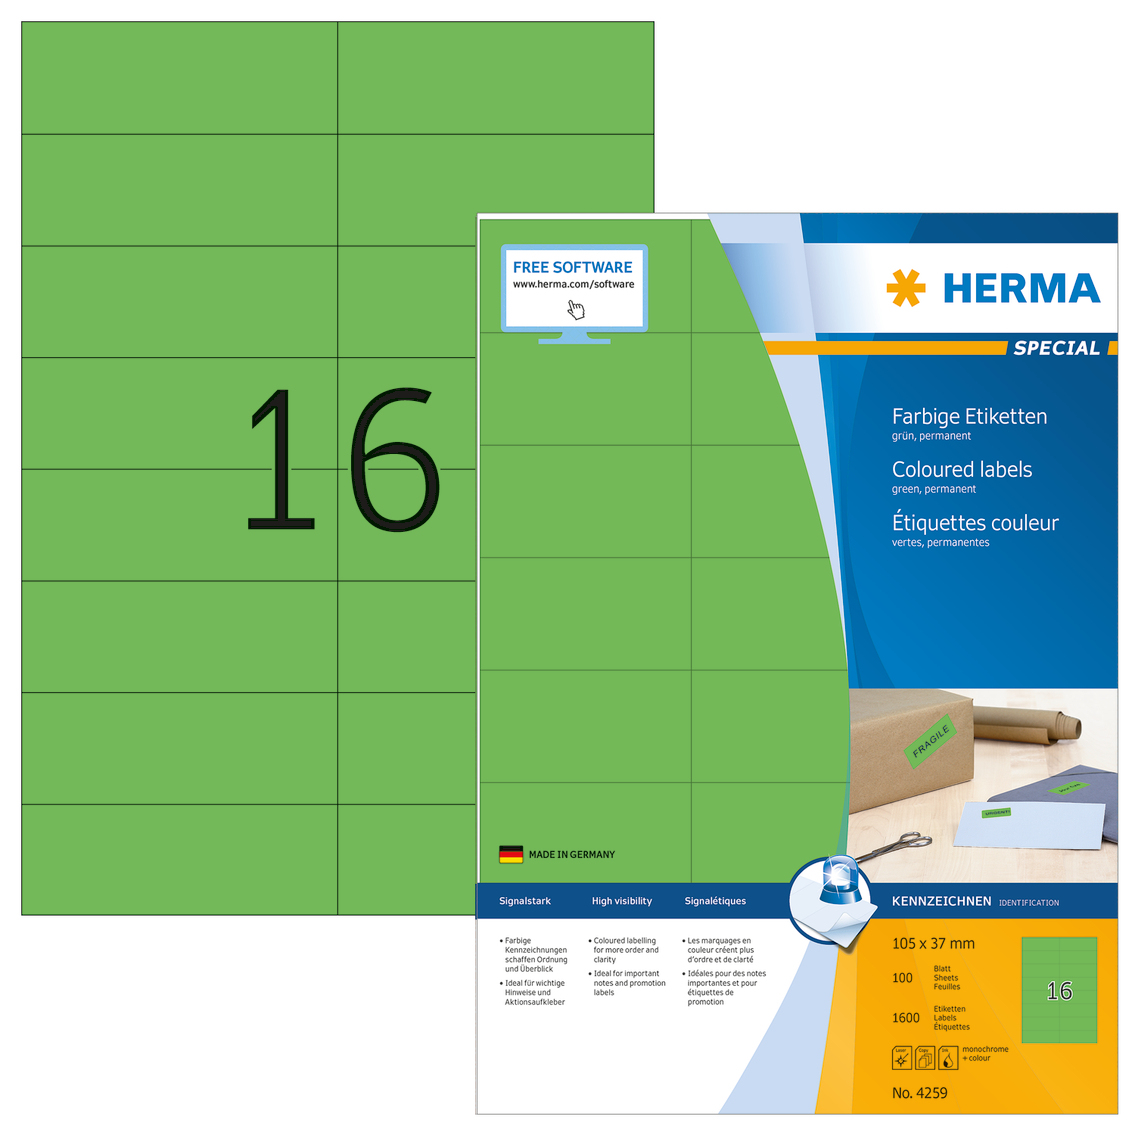 16
FREE SOFTWARE
www.herma.com/software
HERMA
SPECIAL
Farbige Etiketten
grün, permanent
Coloured labels
green, permanent
Étiquettes couleur
vertes, permanentes
FRAGILE
MADE IN GERMANY
Signalstark
High visibility
Signalétiques
KENNZEICHNEN IDENTIFICATION
• Farbige
Kennzeichnungen
schaffen Ordnung
und Überblick
• Ideal für wichtige
Hinweise und
Aktionsaufkleber
• Coloured labelling
for more order and
clarity
• Ideal for important
notes and promotion
labels
• Les marquages en
couleur créent plus
d'ordre et de clarté
• Idéales pour des notes
importantes et pour
étiquettes de
promotion
105 x 37 mm
100
Blatt
Sheets
Feuilles
16
1600
Etiketten
Labels
Étiquettes
Laser
Copy
Ink
monochrome
+ colour
No. 4259